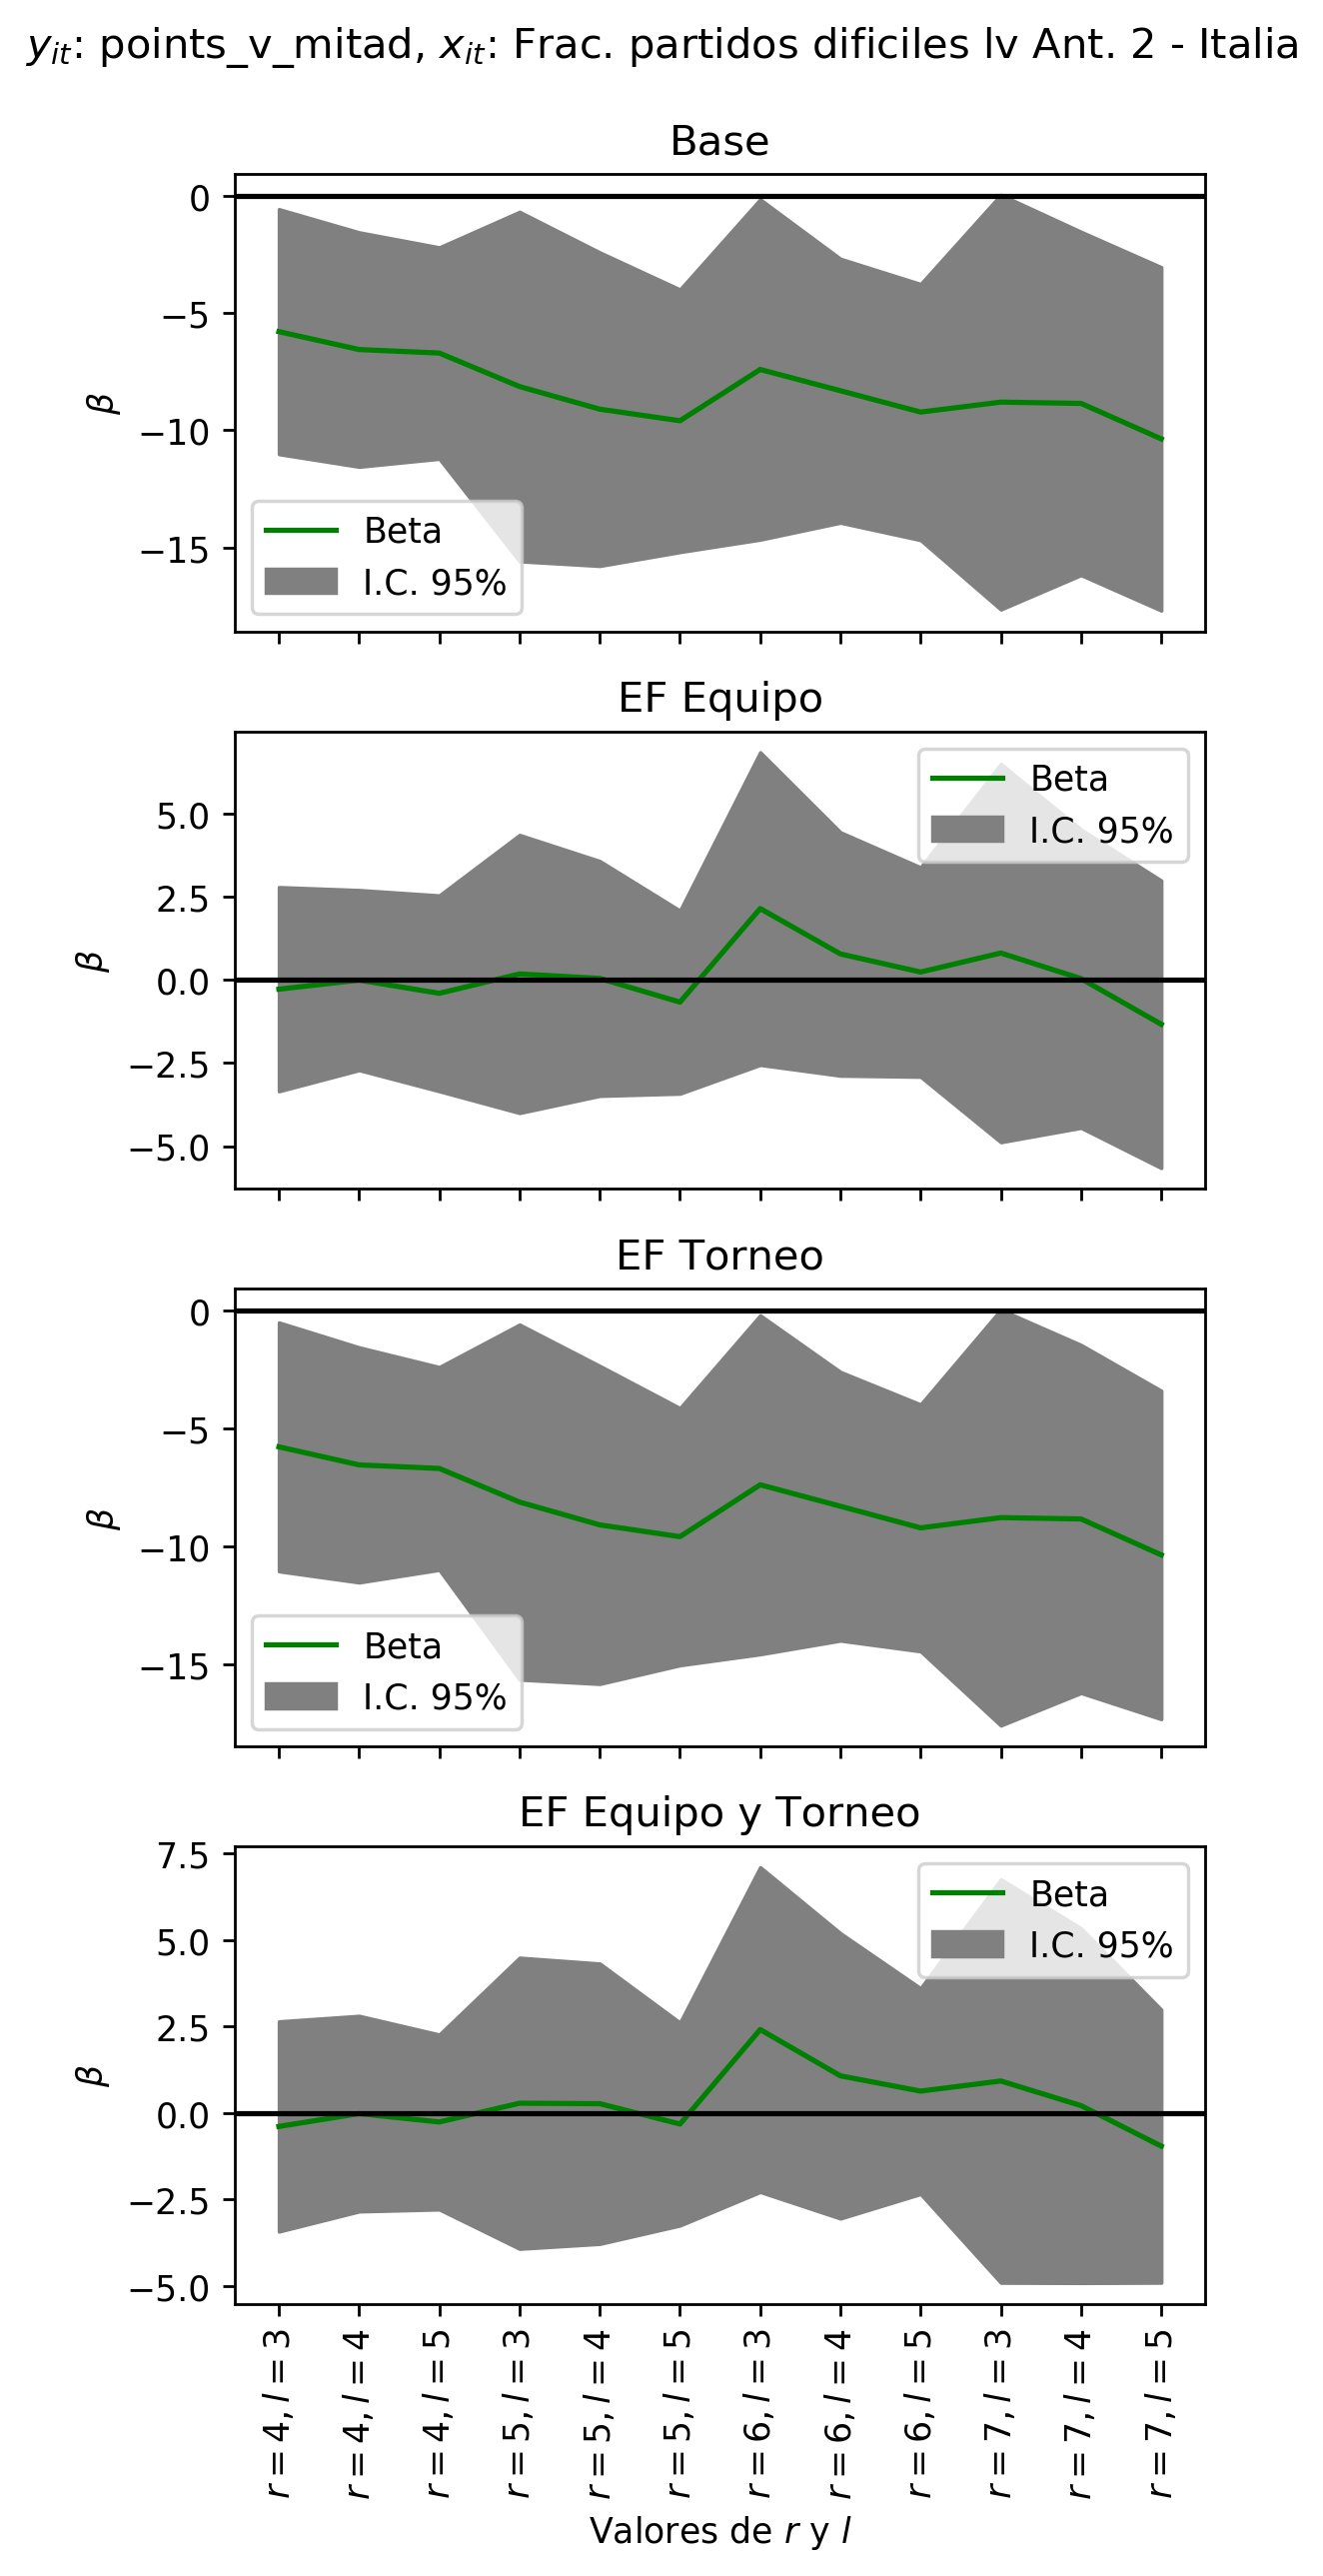 y_it: points_v_mitad, x_it: Frac. partidos dificiles lv Ant. 2 - Italia
Base
0
−5
−10
−15
β
Beta
I.C. 95%
EF Equipo
5.0
2.5
0.0
−2.5
−5.0
β
Beta
I.C. 95%
EF Torneo
0
−5
−10
−15
β
Beta
I.C. 95%
EF Equipo y Torneo
7.5
5.0
2.5
0.0
−2.5
−5.0
β
Beta
I.C. 95%
r = 4, l = 3
r = 4, l = 4
r = 4, l = 5
r = 5, l = 3
r = 5, l = 4
r = 5, l = 5
r = 6, l = 3
r = 6, l = 4
r = 6, l = 5
r = 7, l = 3
r = 7, l = 4
r = 7, l = 5
Valores de r y l